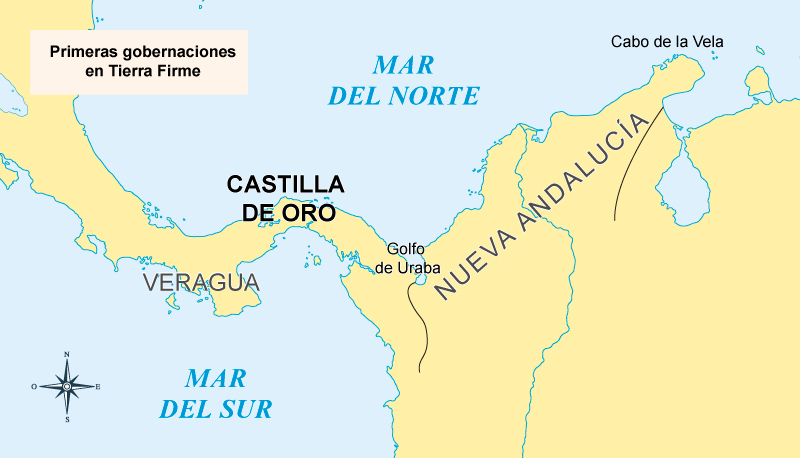 Primeras gobernaciones
en Tierra Firme
Cabo de la Vela
MAR
DEL NORTE
NUEVA ANDALUCÍA
CASTILLA
DE ORO
Golfo
de Uraba
VERAGUA
MAR
DEL SUR
N
O
E
S